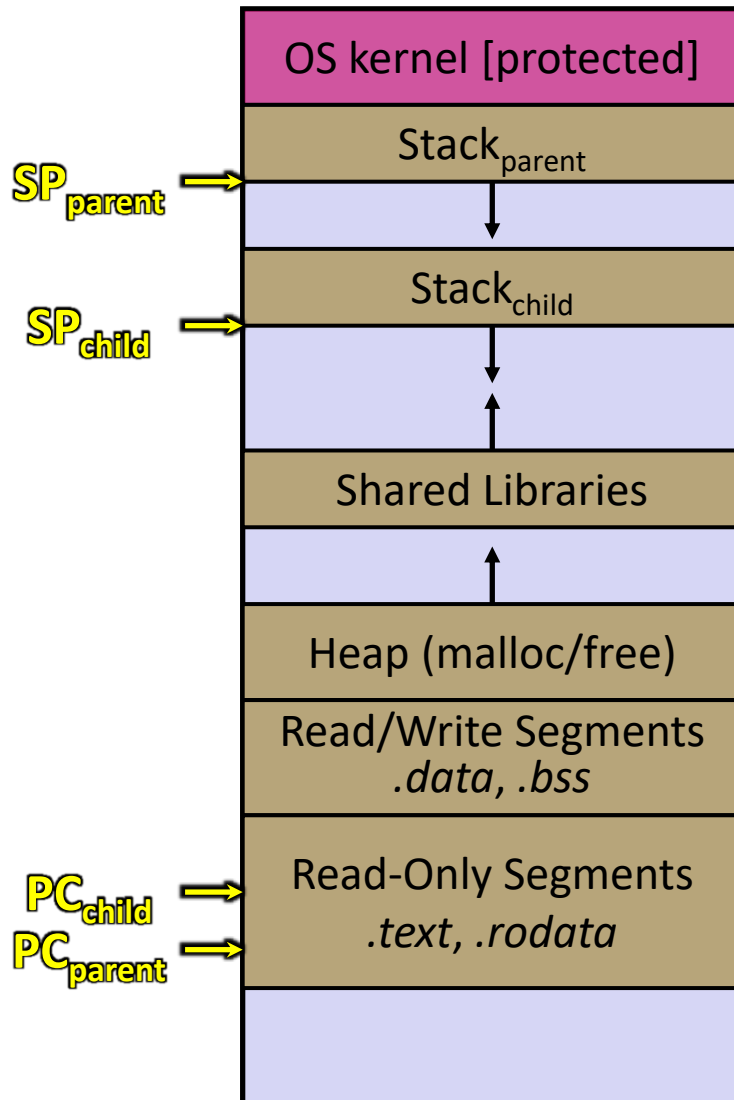 OS kernel [protected]
Stackparent
SPparent
Stackchild
SPchild
Shared Libraries
Heap (malloc/free)
Read/Write Segments
.data, .bss
Read-Only Segments
.text, .rodata
PCchild
PCparent